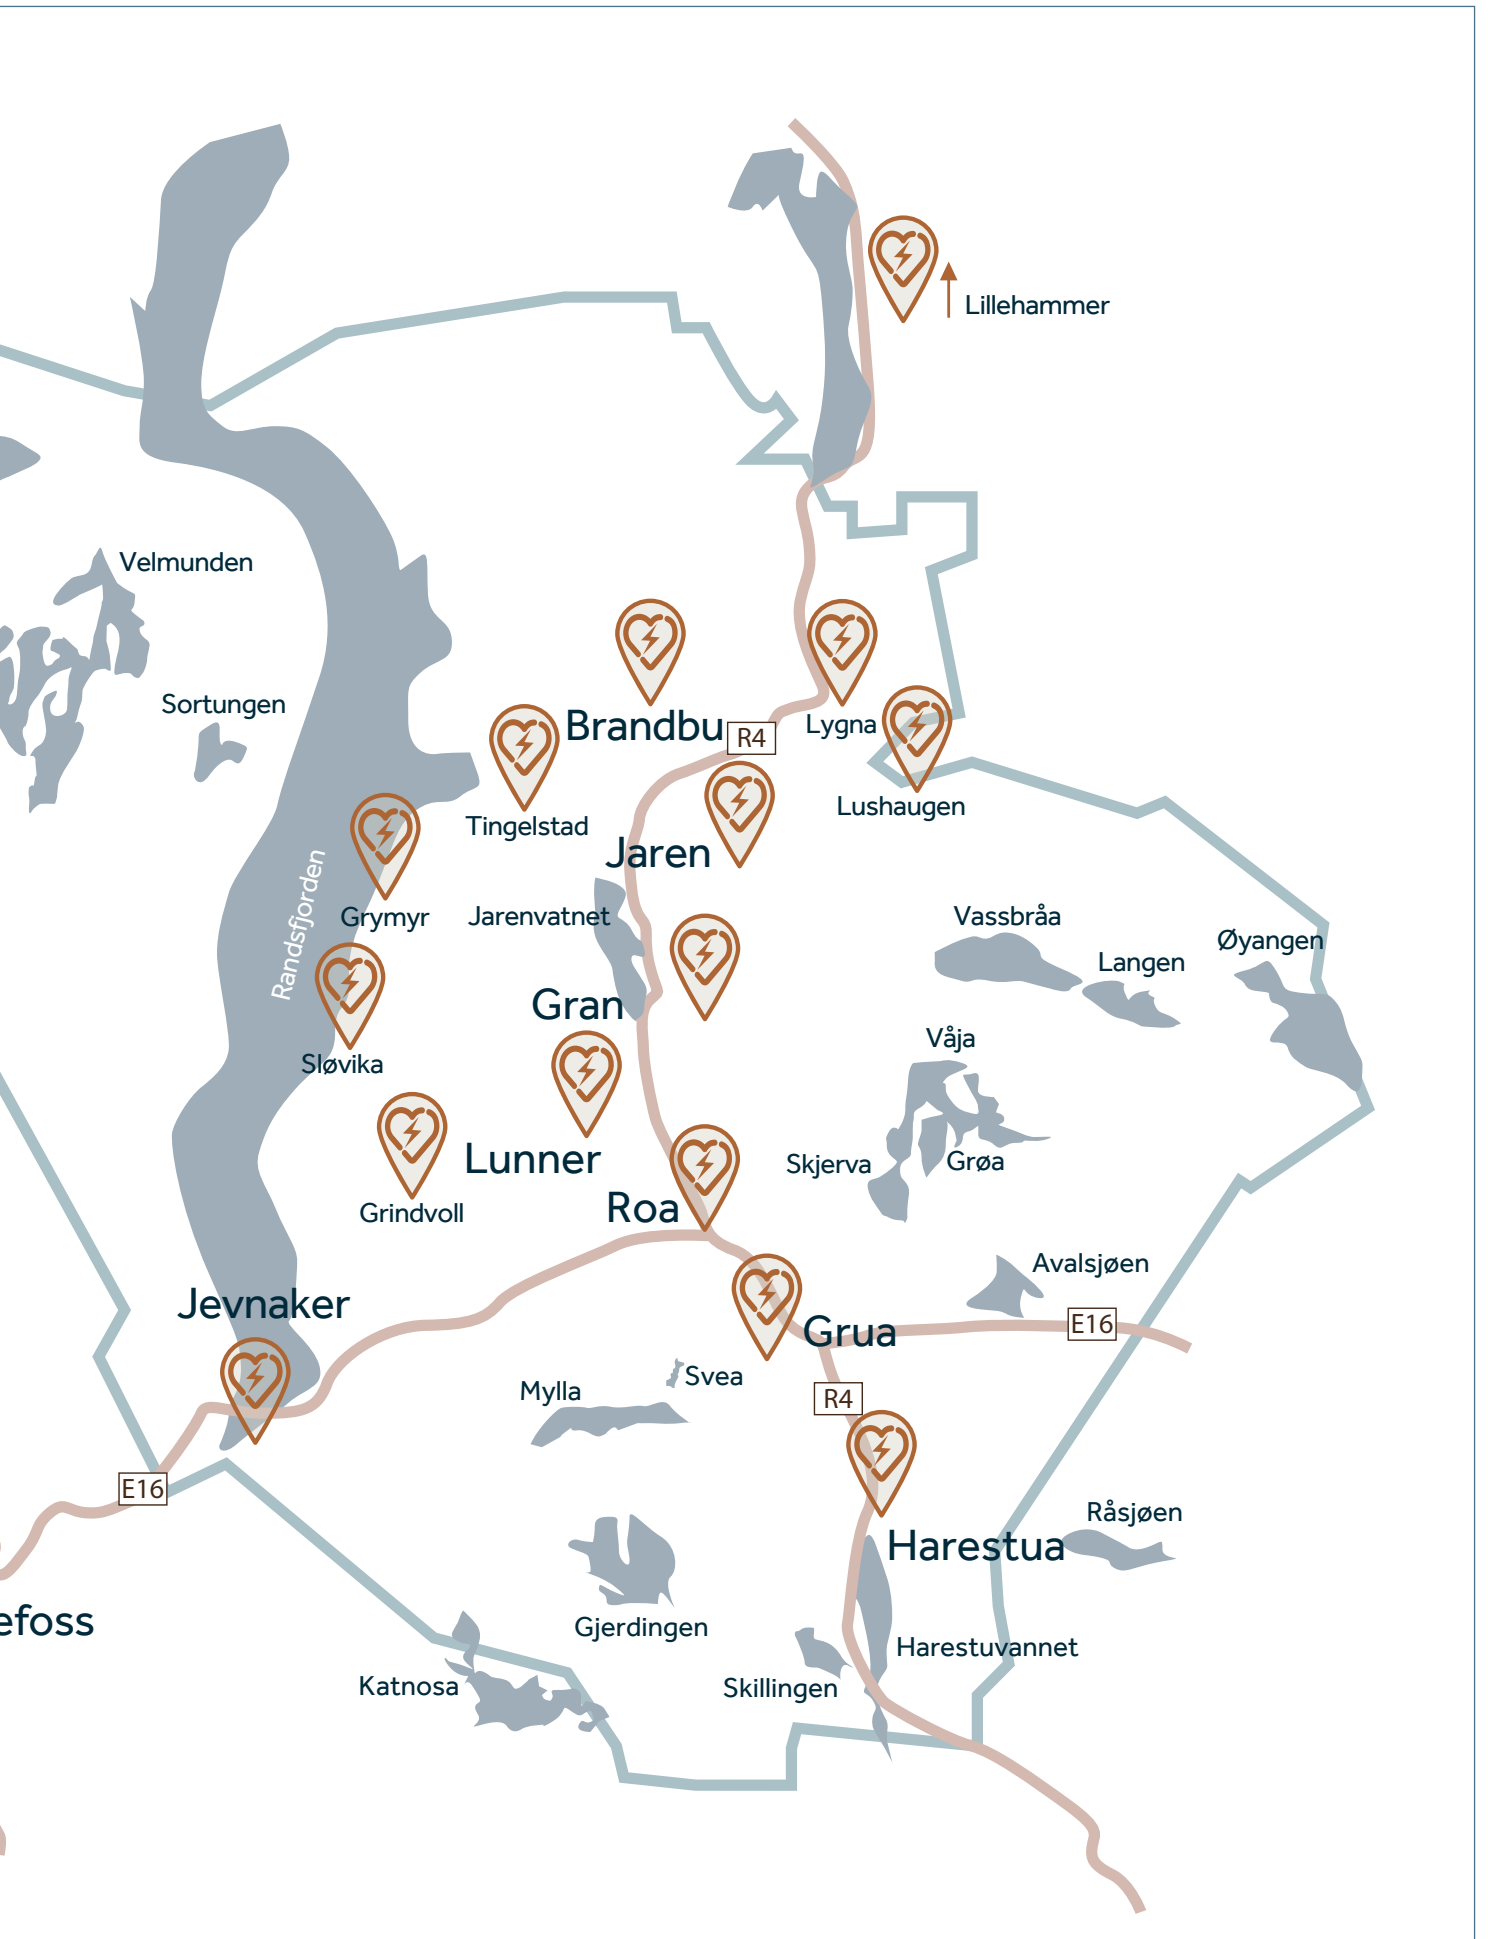 Lillehammer
Velmunden
Sortungen
Brandbu
R4
Lygna
Lushaugen
Tingelstad
Jaren
Randsfjorden
Grymyr
Jarenvatnet
Vassbråa
Øyangen
Langen
Gran
Våja
Sløvika
Lunner
Skjerva
Grøa
Grindvoll
Roa
Avalsjøen
Jevnaker
E16
Grua
Svea
Mylla
R4
E16
Råsjøen
Harestua
efoss
Gjerdingen
Harestuvannet
Katnosa
Skillingen